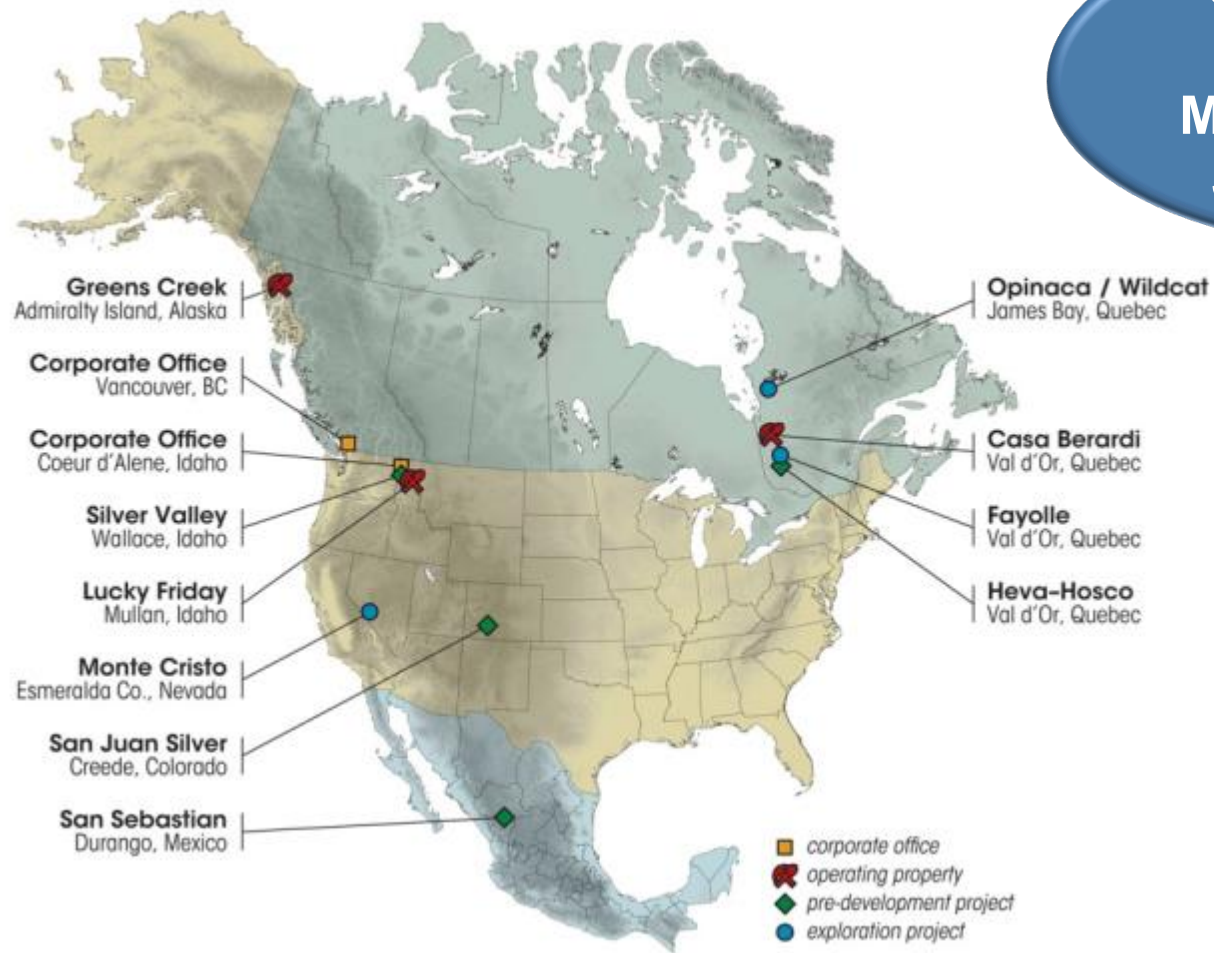 M
Greens Creek
Admiralty Island, Alaska
Corporate Office
Vancouver, BC
Corporate Office
Coeur d'Alene, Idaho
Silver Valley
Wallace, Idaho
Lucky Friday
Mullan, Idaho
Monte Cristo
Esmeralda Co., Nevada
San Juan Silver
Creede, Colorado
San Sebastian
Durango, Mexico
Opinaca / Wildcat
James Bay, Quebec
Casa Berardi
Val d'Or, Quebec
Fayolle
Val d'Or, Quebec
Heva-Hosco
Val d'Or, Quebec
corporate office
operating property
pre-development project
exploration project